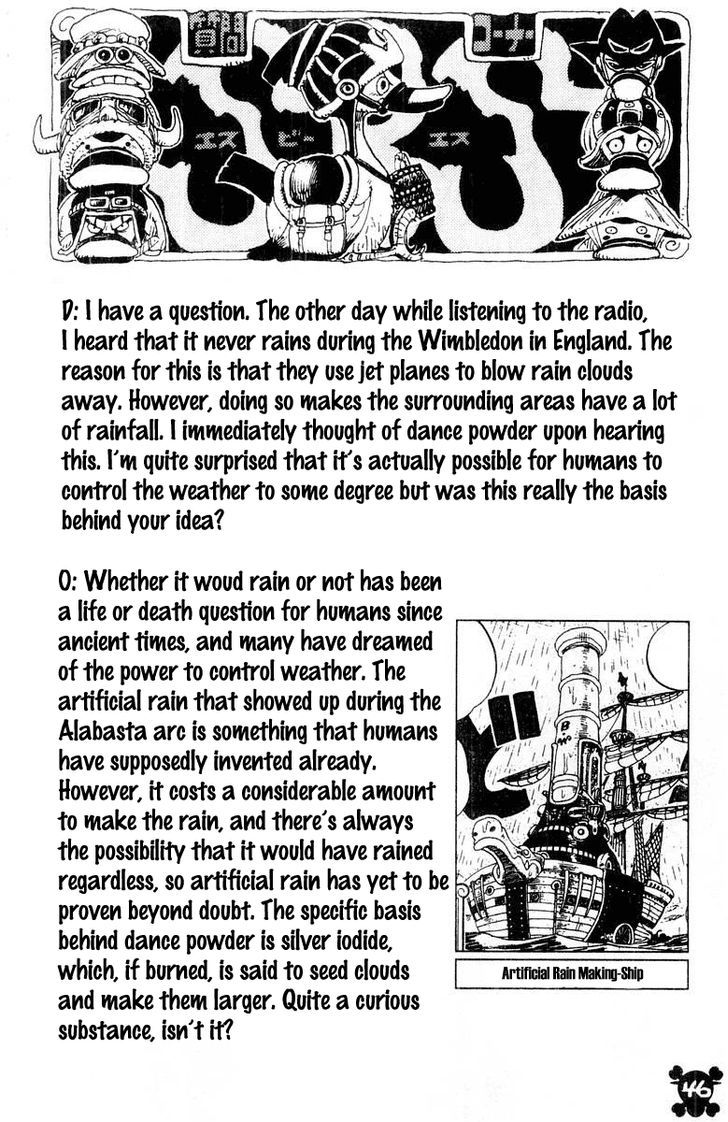 質問
コーナー
エス ビー エス
D: I have a question. The other day while listening to the radio,
I heard that it never rains during the Wimbledon in England. The
reason for this is that they use jet planes to blow rain clouds
away. However, doing so makes the surrounding areas have a lot
of rainfall. I immediately thought of dance powder upon hearing
this. I'm quite surprised that it's actually possible for humans to
control the weather to some degree but was this really the basis
behind your idea?
O: Whether it woud rain or not has been
a life or death question for humans since
ancient times, and many have dreamed
of the power to control weather. The
artificial rain that showed up during the
Alabasta arc is something that humans
have supposedly invented already.
However, it costs a considerable amount
to make the rain, and there's always
the possibility that it would have rained
regardless, so artificial rain has yet to be
proven beyond doubt. The specific basis
behind dance powder is silver iodide,
which, if burned, is said to seed clouds
and make them larger. Quite a curious
substance, isn't it?
Artificial Rain Making-Ship
46